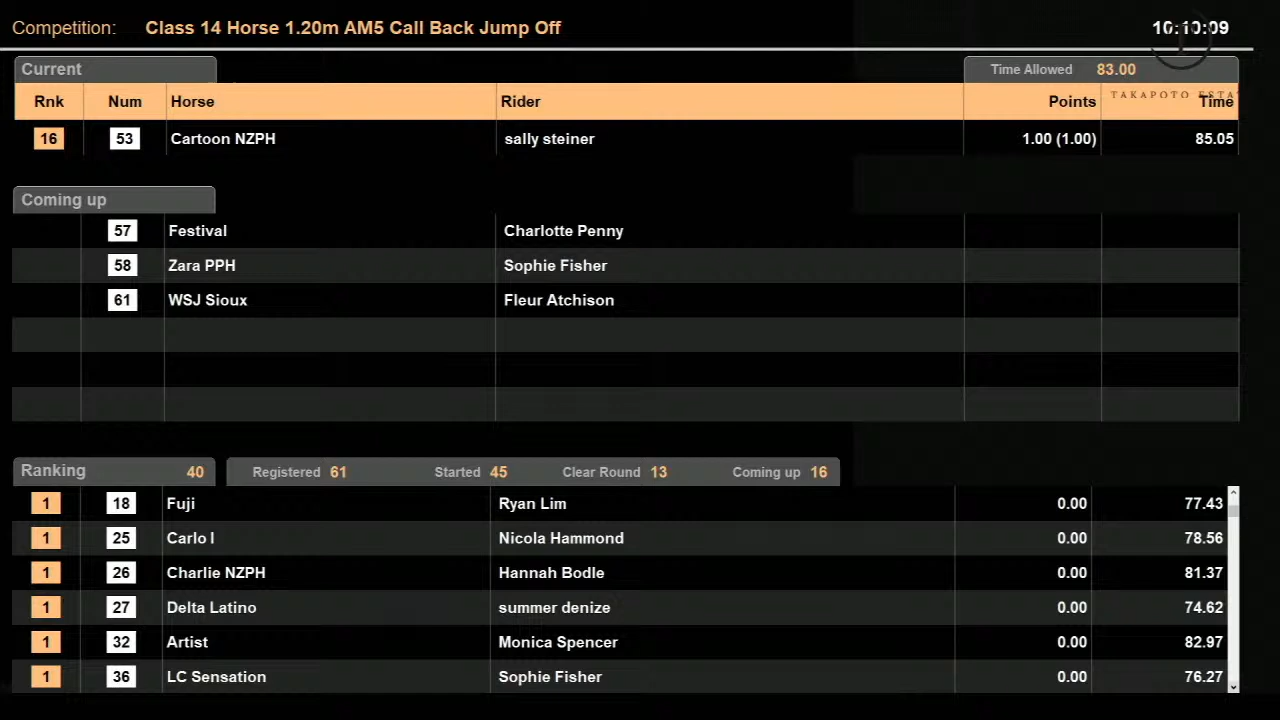 Competition: Class 14 Horse 1.20m AM5 Call Back Jump Off 10:10:09
Current Time Allowed 83.00
TAKAPOTO ESTA
Rnk Num Horse Rider Points Time
16 53 Cartoon NZPH sally steiner 1.00 (1.00) 85.05
Coming up
57 Festival Charlotte Penny
58 Zara PPH Sophie Fisher
61 WSJ Sioux Fleur Atchison
Ranking 40 Registered 61 Started 45 Clear Round 13 Coming up 16
1 18 Fuji Ryan Lim 0.00 77.43
1 25 Carlo I Nicola Hammond 0.00 78.56
1 26 Charlie NZPH Hannah Bodle 0.00 81.37
1 27 Delta Latino summer denize 0.00 74.62
1 32 Artist Monica Spencer 0.00 82.97
1 36 LC Sensation Sophie Fisher 0.00 76.27